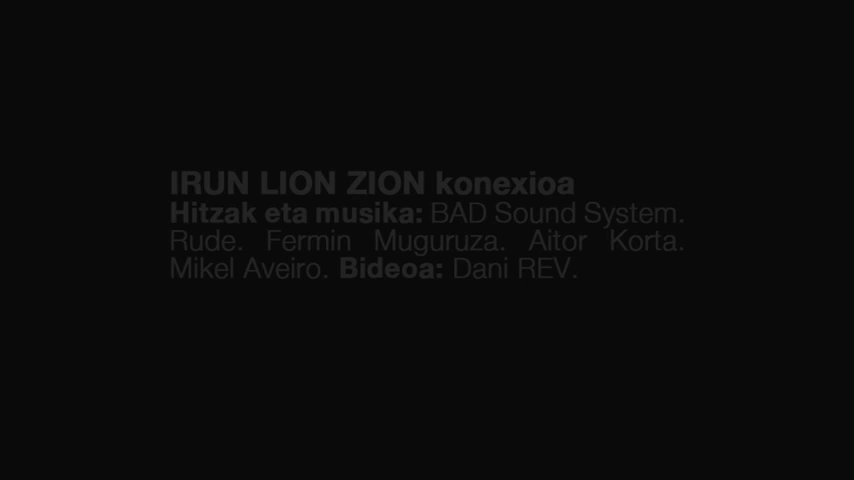 IRUN LION ZION konexioa
Hitzak eta musika: BAD Sound System.
Rude. Fermin Muguruza. Aitor Korta.
Mikel Aveiro. Bideoa: Dani REV.